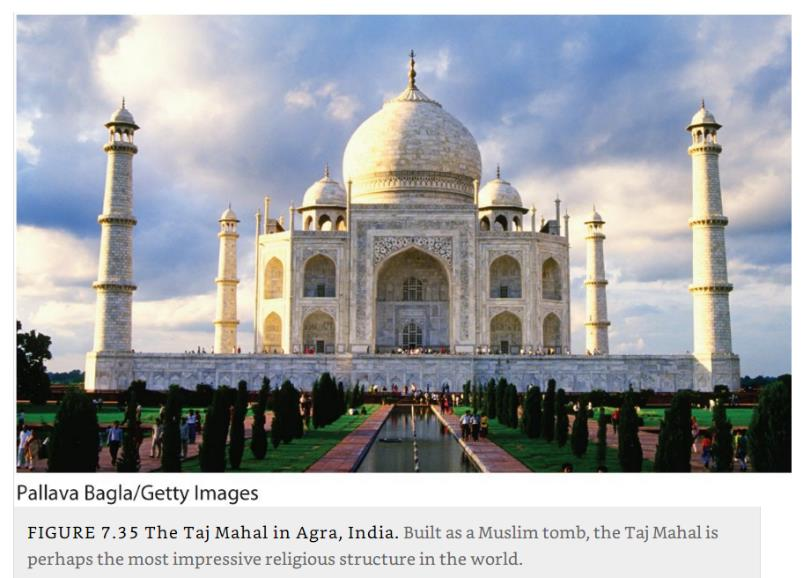 Pallava Bagla/Getty Images
FIGURE 7.35 The Taj Mahal in Agra, India. Built as a Muslim tomb, the Taj Mahal is
perhaps the most impressive religious structure in the world.